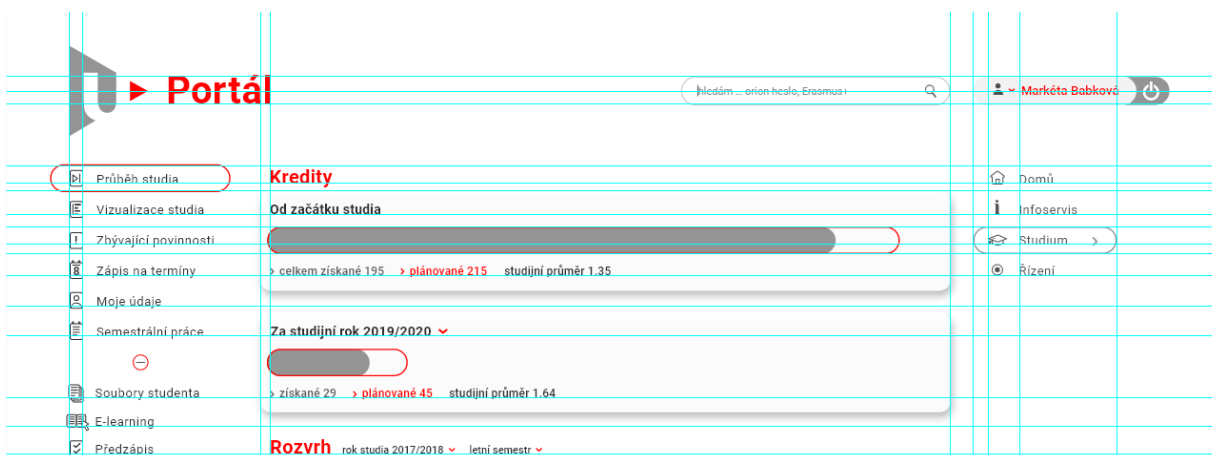 Portál
hledám ... orion heslo, Erasmus+
Markéta Babková
Průběh studia
Vizualizace studia
Zbývající povinnosti
Zápis na termíny
Moje údaje
Semestrální práce
Soubory studenta
E-learning
Předzápis
Kredity
Od začátku studia
› celkem získané 195 › plánované 215 studijní průměr 1.35
Za studijní rok 2019/2020
› získané 29 › plánované 45 studijní průměr 1.64
Rozvrh rok studia 2017/2018 letní semestr
Domů
Infoservis
Studium ›
Řízení